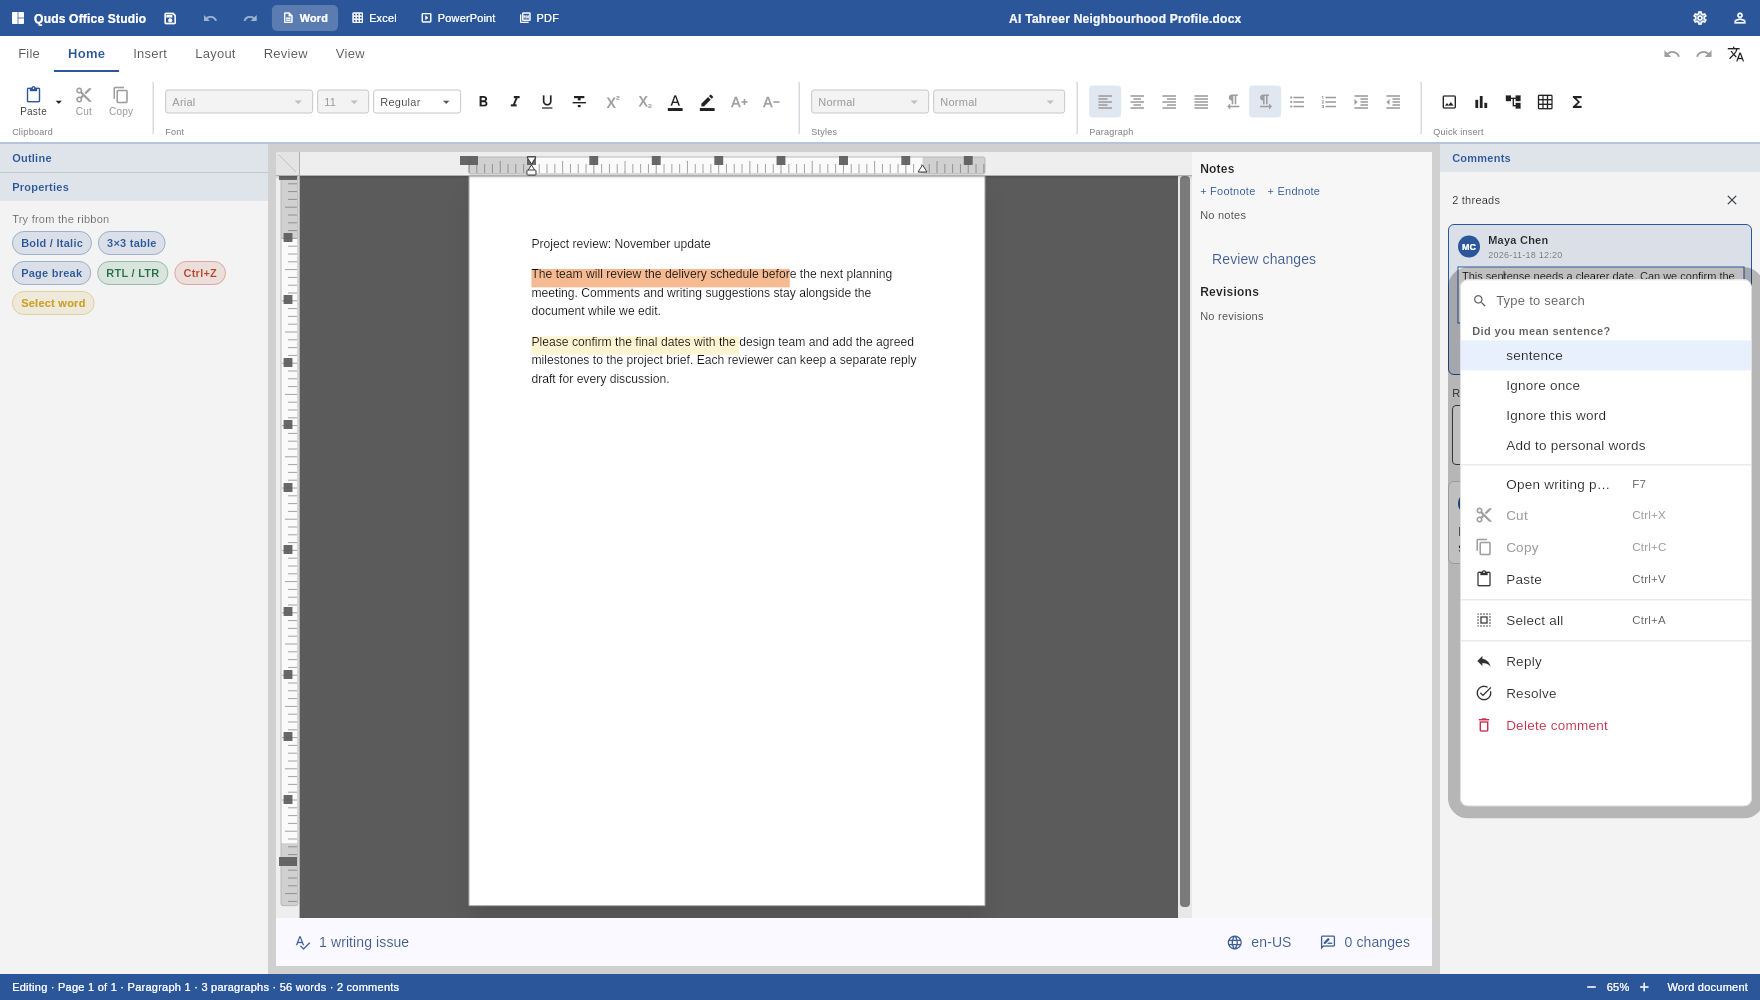 Quds Office Studio
Word
Excel
PowerPoint
PDF
Al Tahreer Neighbourhood Profile.docx
File
Home
Insert
Layout
Review
View
Paste
Cut
Copy
Clipboard
Arial
11
Regular
Font
Normal
Normal
Styles
Paragraph
Quick insert
Outline
Properties
Try from the ribbon
Bold / Italic
3×3 table
Page break
RTL / LTR
Ctrl+Z
Select word
Project review: November update
The team will review the delivery schedule before the next planning
meeting. Comments and writing suggestions stay alongside the
document while we edit.
Please confirm the final dates with the design team and add the agreed
milestones to the project brief. Each reviewer can keep a separate reply
draft for every discussion.
Notes
+ Footnote
+ Endnote
No notes
Review changes
Revisions
No revisions
Comments
2 threads
MC
Maya Chen
2026-11-18 12:20
This sentense needs a clearer date. Can we confirm the
Type to search
Did you mean sentence?
sentence
Ignore once
Ignore this word
Add to personal words
Open writing p…
F7
Cut
Ctrl+X
Copy
Ctrl+C
Paste
Ctrl+V
Select all
Ctrl+A
Reply
Resolve
Delete comment
1 writing issue
en-US
0 changes
Editing · Page 1 of 1 · Paragraph 1 · 3 paragraphs · 56 words · 2 comments
65%
Word document